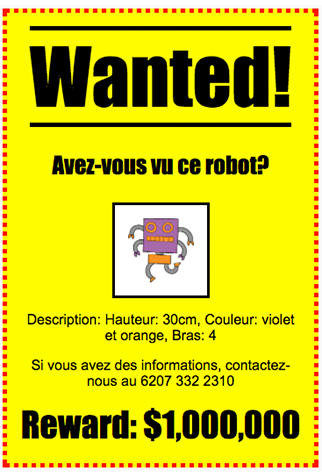 Wanted!
Avez-vous vu ce robot?
Description: Hauteur: 30cm, Couleur: violet
et orange, Bras: 4
Si vous avez des informations, contactez-
nous au 6207 332 2310
Reward: $1,000,000